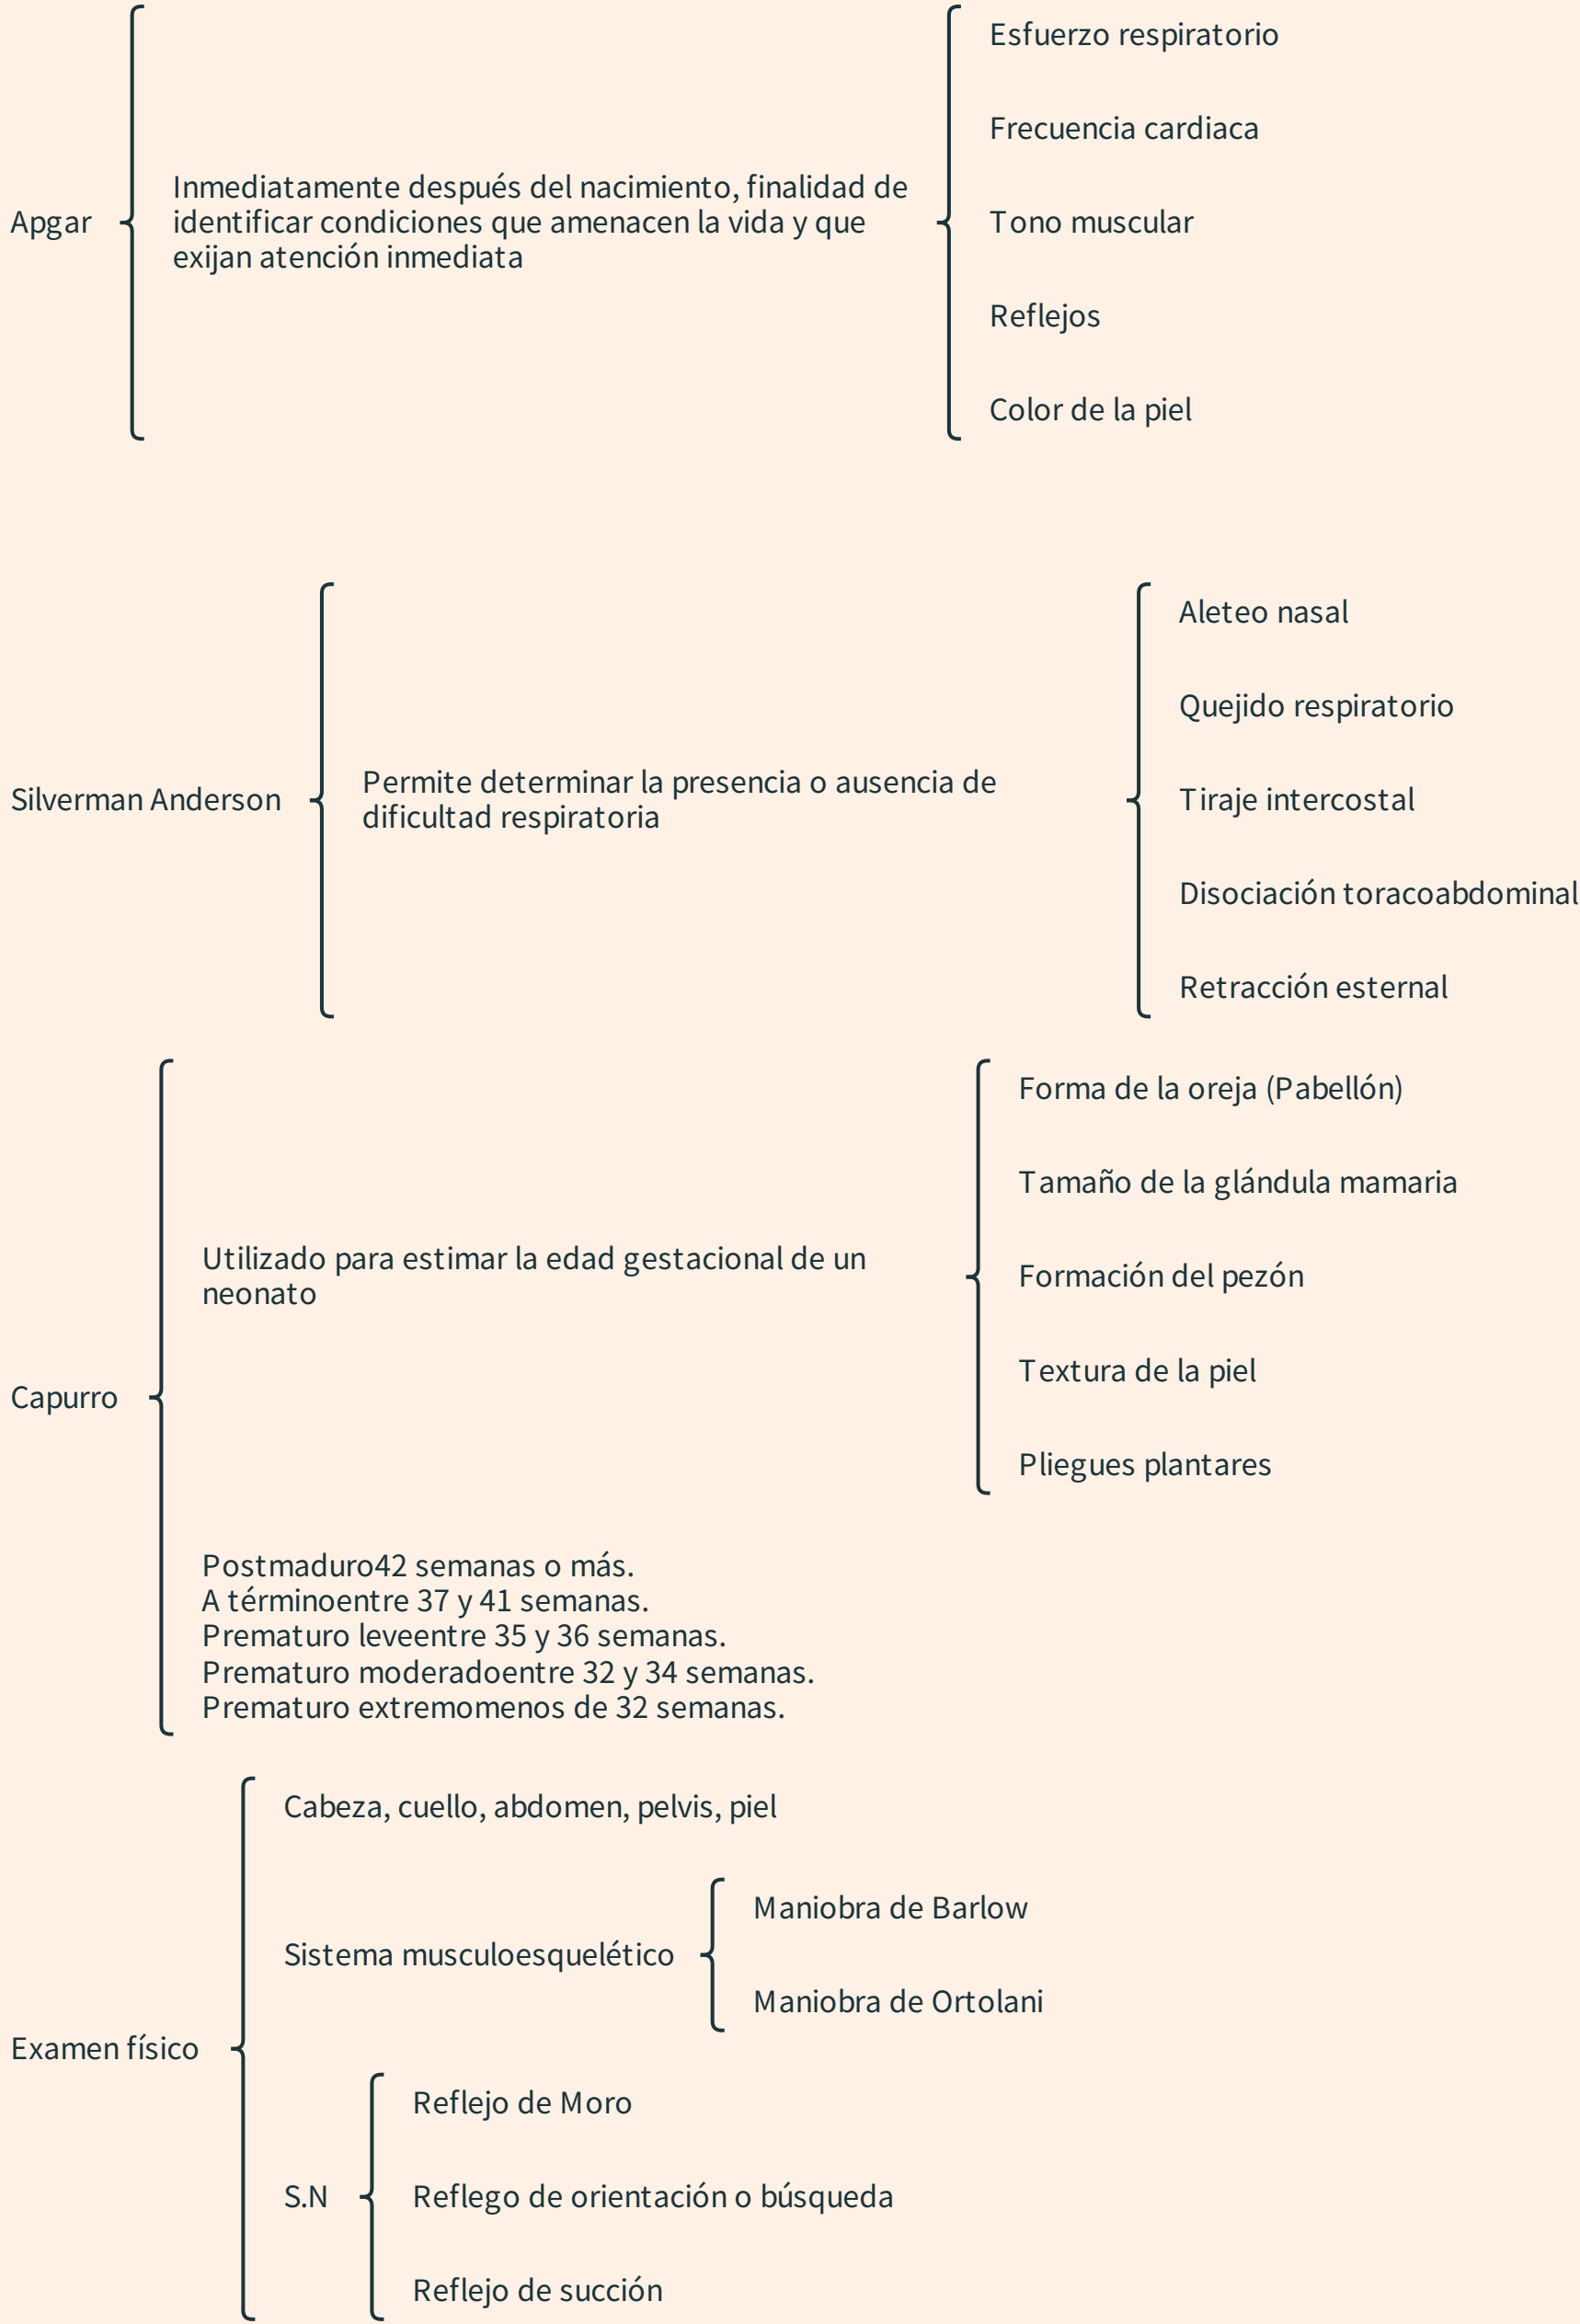 Apgar
Inmediatamente después del nacimiento, finalidad de
identificar condiciones que amenacen la vida y que
exijan atención inmediata
Esfuerzo respiratorio
Frecuencia cardiaca
Tono muscular
Reflejos
Color de la piel
Silverman Anderson
Permite determinar la presencia o ausencia de
dificultad respiratoria
Aleteo nasal
Quejido respiratorio
Tiraje intercostal
Disociación toracoabdominal
Retracción esternal
Capurro
Utilizado para estimar la edad gestacional de un
neonato
Forma de la oreja (Pabellón)
Tamaño de la glándula mamaria
Formación del pezón
Textura de la piel
Pliegues plantares
Postmaduro42 semanas o más.
A términoentre 37 y 41 semanas.
Prematuro leveentre 35 y 36 semanas.
Prematuro moderadoentre 32 y 34 semanas.
Prematuro extremomenos de 32 semanas.
Examen físico
Cabeza, cuello, abdomen, pelvis, piel
Sistema musculoesquelético
Maniobra de Barlow
Maniobra de Ortolani
S.N
Reflejo de Moro
Reflego de orientación o búsqueda
Reflejo de succión